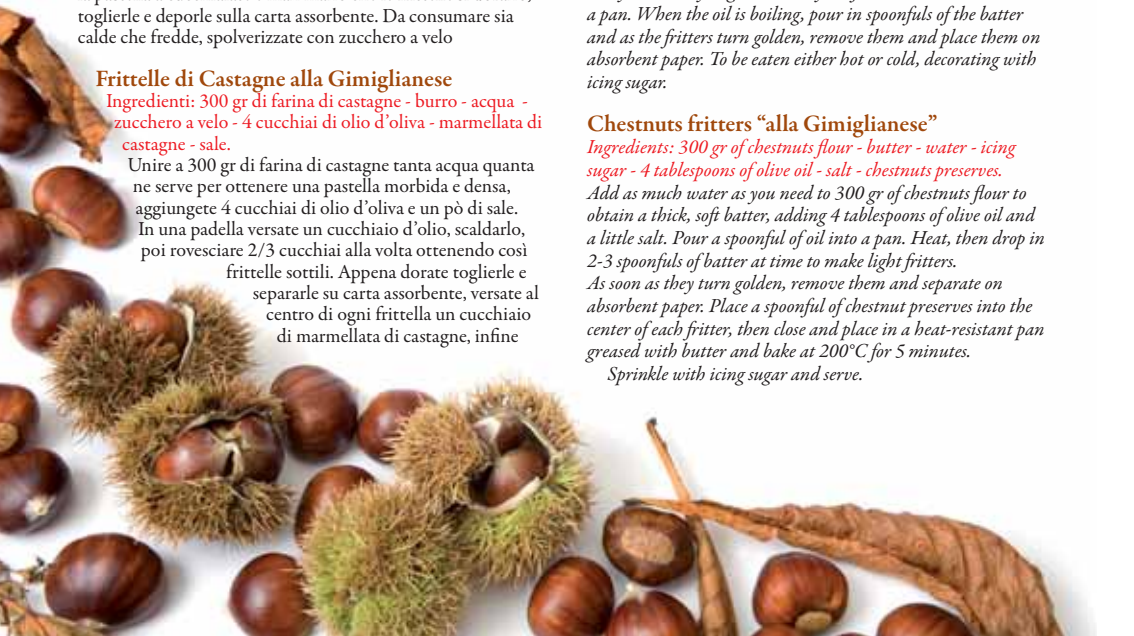 toglierle e deporle sulla carta assorbente. Da consumare sia
calde che fredde, spolverizzate con zucchero a velo
Frittelle di Castagne alla Gimiglianese
Ingredienti: 300 gr di farina di castagne - burro - acqua -
zucchero a velo - 4 cucchiai di olio d'oliva - marmellata di
castagne - sale.
Unire a 300 gr di farina di castagne tanta acqua quanta
ne serve per ottenere una pastella morbida e densa,
aggiungete 4 cucchiai di olio d'oliva e un pò di sale.
In una padella versate un cucchiaio d'olio, scaldarlo,
poi rovesciare 2/3 cucchiai alla volta ottenendo così
frittelle sottili. Appena dorate toglierle e
separarle su carta assorbente, versate al
centro di ogni frittella un cucchiaio
di marmellata di castagne, infine
a pan. When the oil is boiling, pour in spoonfuls of the batter
and as the fritters turn golden, remove them and place them on
absorbent paper. To be eaten either hot or cold, decorating with
icing sugar.
Chestnuts fritters “alla Gimiglianese”
Ingredients: 300 gr of chestnuts flour - butter - water - icing
sugar - 4 tablespoons of olive oil - salt - chestnuts preserves.
Add as much water as you need to 300 gr of chestnuts flour to
obtain a thick, soft batter, adding 4 tablespoons of olive oil and
a little salt. Pour a spoonful of oil into a pan. Heat, then drop in
2-3 spoonfuls of batter at time to make light fritters.
As soon as they turn golden, remove them and separate on
absorbent paper. Place a spoonful of chestnut preserves into the
center of each fritter, then close and place in a heat-resistant pan
greased with butter and bake at 200°C for 5 minutes.
Sprinkle with icing sugar and serve.